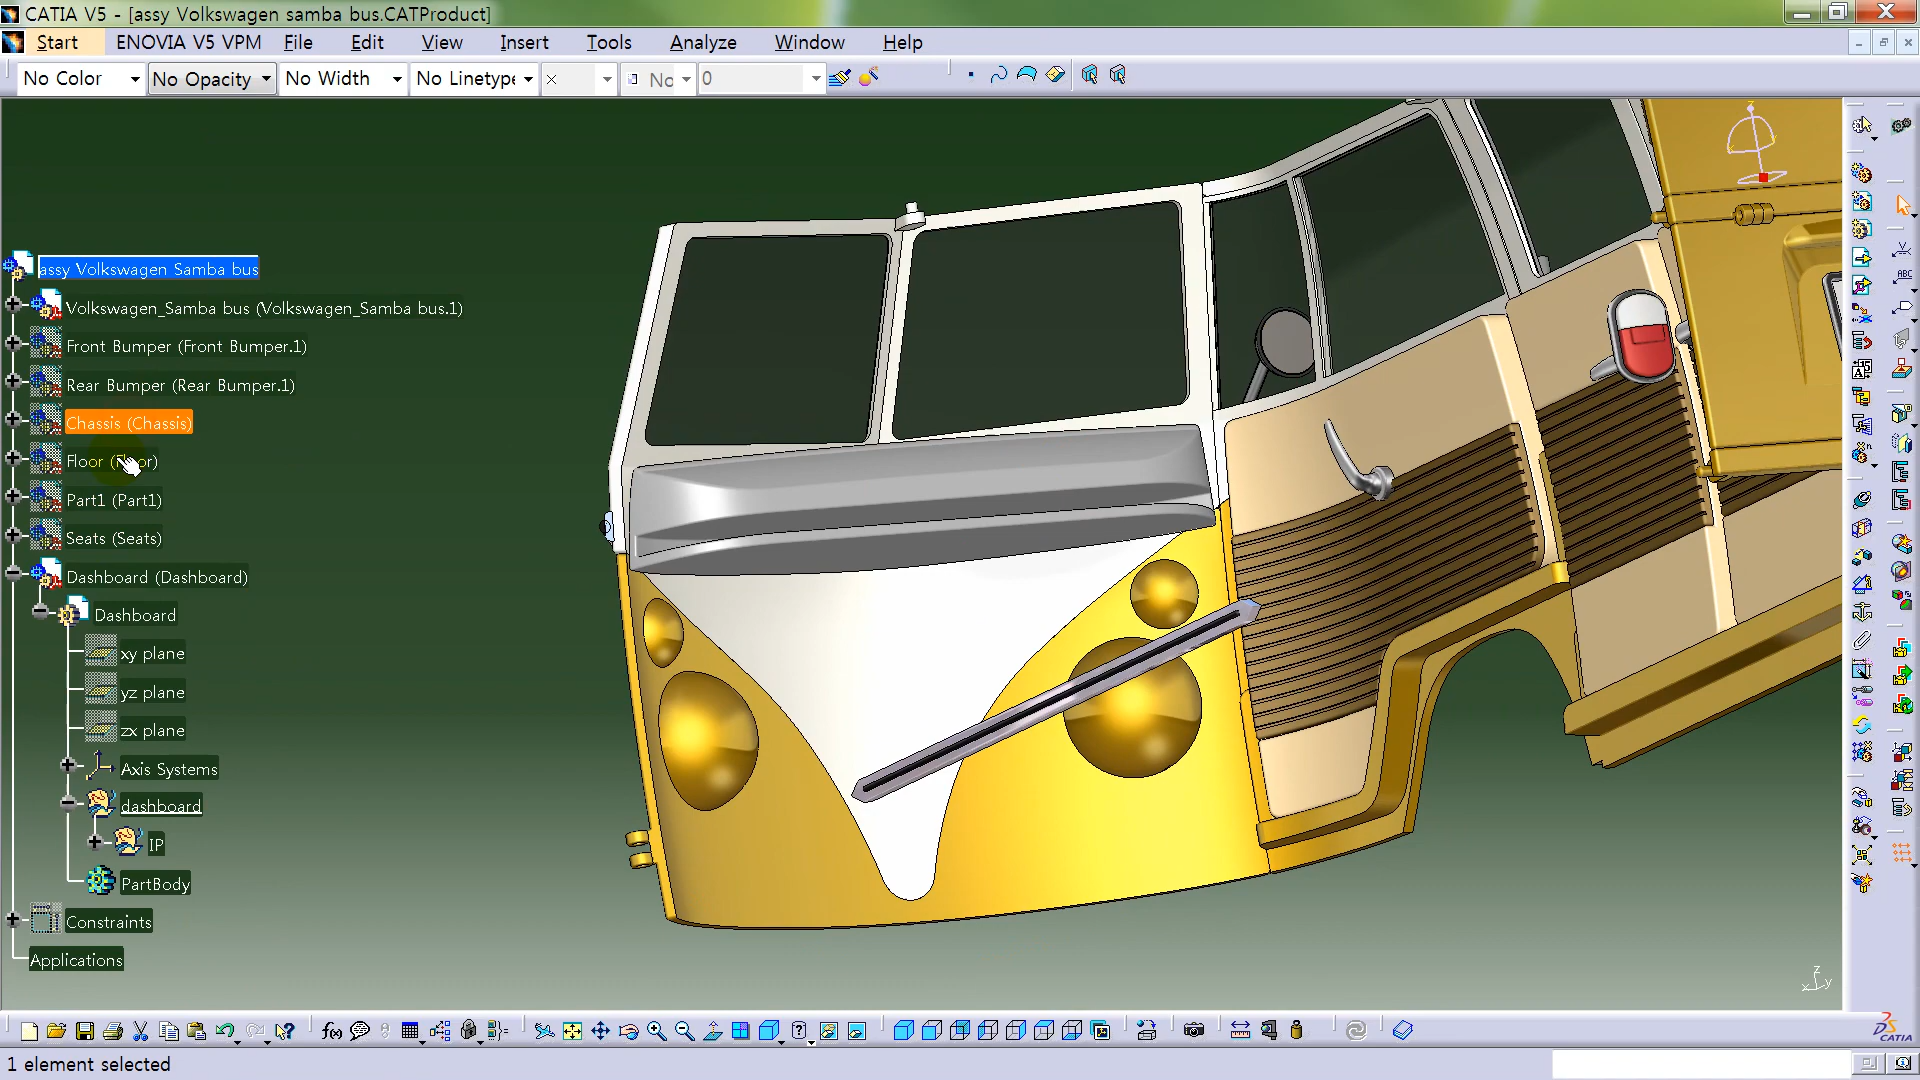 CATIA V5 - [assy Volkswagen samba bus.CATProduct]
Start ENOVIA V5 VPM File Edit View Insert Tools Analyze Window Help
No Color No Opacity No Width No Linetype No 0
assy Volkswagen Samba bus
Volkswagen_Samba bus (Volkswagen_Samba bus.1)
Front Bumper (Front Bumper.1)
Rear Bumper (Rear Bumper.1)
Chassis (Chassis)
Floor (Floor)
Part1 (Part1)
Seats (Seats)
Dashboard (Dashboard)
Dashboard
xy plane
yz plane
zx plane
Axis Systems
dashboard
IP
PartBody
Constraints
Applications
z
x y
f(x)
CATIA
1 element selected